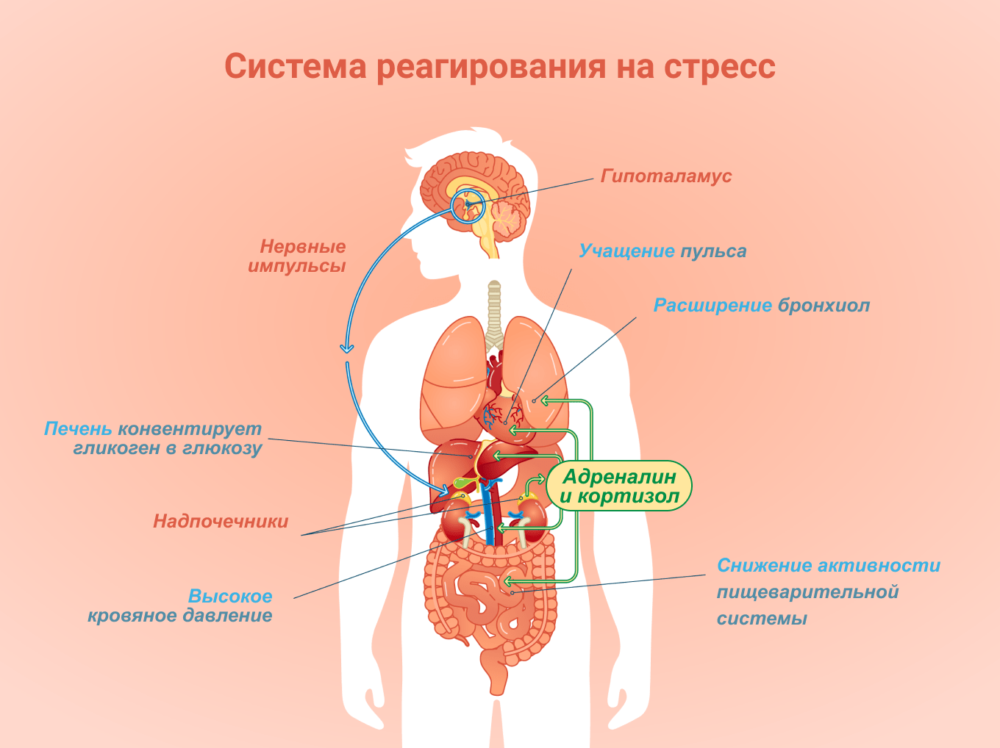 Система реагирования на стресс
Гипоталамус
Нервные
импульсы
Учащение пульса
Расширение бронхиол
Печень конвентирует
гликоген в глюкозу
Адреналин
и кортизол
Надпочечники
Снижение активности
пищеварительной
системы
Высокое
кровяное давление